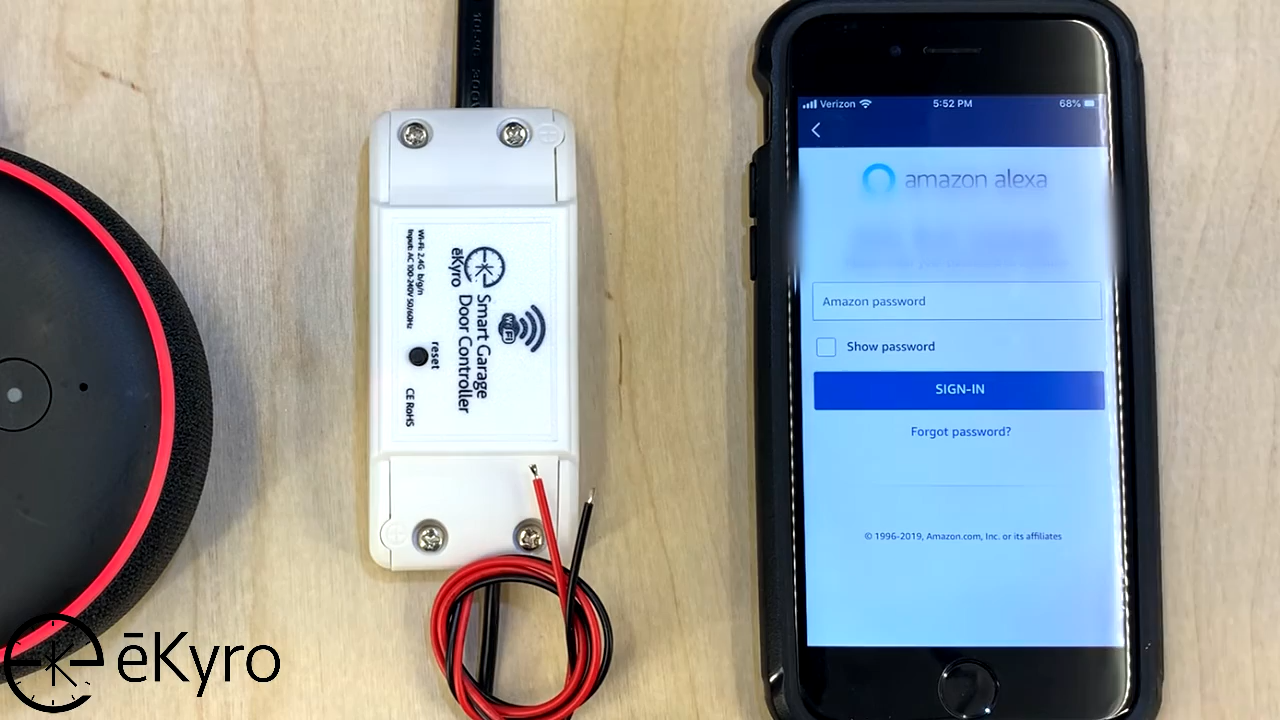 Wi-Fi: 2.4G b/g/n
Input: AC 100-240V 50/60Hz
ēKyro
Smart Garage
Door Controller
WiFi
reset
CE RoHS
Verizon
5:52 PM
68%
amazon alexa
Amazon password
Show password
SIGN-IN
Forgot password?
© 1996-2019, Amazon.com, Inc. or its affiliates
ēKyro